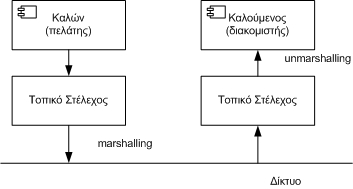 Καλών
(πελάτης)
Καλούμενος
(διακομιστής)
unmarshalling
Τοπικό Στέλεχος
Τοπικό Στέλεχος
marshalling
Δίκτυο